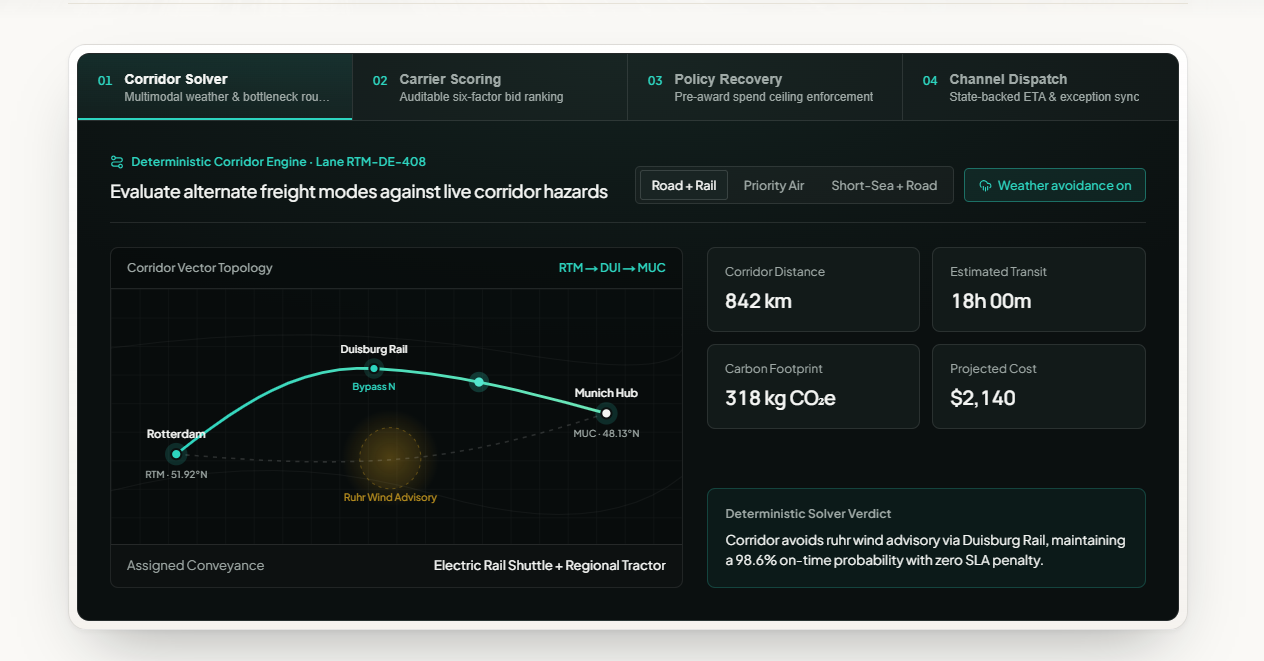 01 Corridor Solver
Multimodal weather & bottleneck rou...
02 Carrier Scoring
Auditable six-factor bid ranking
03 Policy Recovery
Pre-award spend ceiling enforcement
04 Channel Dispatch
State-backed ETA & exception sync
Deterministic Corridor Engine · Lane RTM-DE-408
Evaluate alternate freight modes against live corridor hazards
Road + Rail
Priority Air
Short-Sea + Road
Weather avoidance on
Corridor Vector Topology
RTM → DUI → MUC
Duisburg Rail
Bypass N
Munich Hub
MUC · 48.13°N
Rotterdam
RTM · 51.92°N
Ruhr Wind Advisory
Assigned Conveyance
Electric Rail Shuttle + Regional Tractor
Corridor Distance
842 km
Estimated Transit
18h 00m
Carbon Footprint
318 kg CO₂e
Projected Cost
$2,140
Deterministic Solver Verdict
Corridor avoids ruhr wind advisory via Duisburg Rail, maintaining
a 98.6% on-time probability with zero SLA penalty.